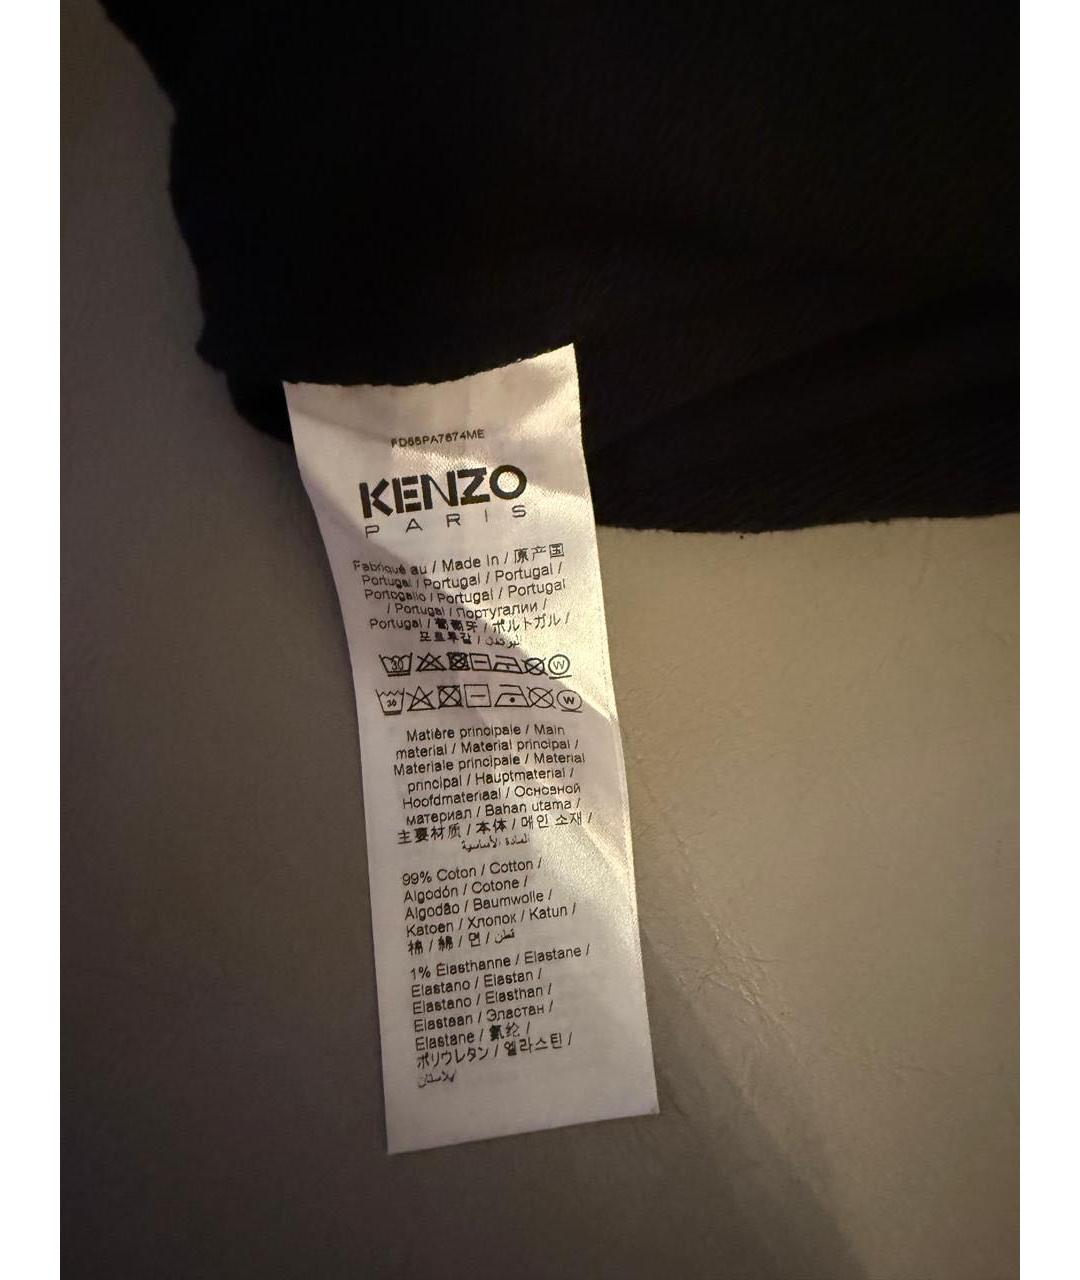 FD65PA7674ME
KENZO
PARIS
Fabriqué au / Made In / 原产国
Portugal / Portugal / Portugal /
Portogallo / Portugal / Portugal
/ Portugal / Португалии /
Portugal / 葡萄牙 / ポルトガル /
포르투갈 / البرتغال
30 W
30 W
Matière principale / Main
material / Material principal /
Materiale principale / Material
principal / Hauptmaterial /
Hoofdmateriaal / Основной
материал / Bahan utama /
主要材质 / 本体 / 메인 소재 /
المادة الأساسية
99% Coton / Cotton /
Algodón / Cotone /
Algodão / Baumwolle /
Katoen / Хлопок / Katun /
棉 / 綿 / 면 / قطن
1% Élasthanne / Elastane /
Elastano / Elastan /
Elastano / Elasthan /
Elastaan / Эластан /
Elastane / 氨纶 /
ポリウレタン / 엘라스틴 /
إيلاستان